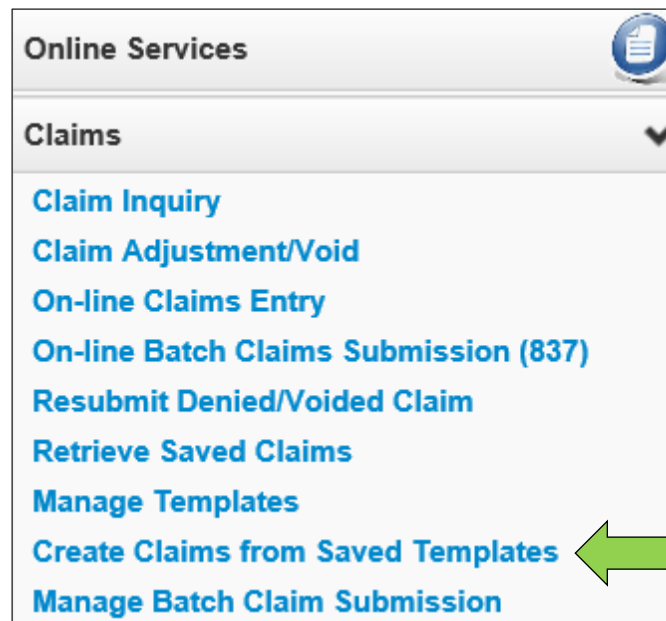 Online Services
Claims
Claim Inquiry
Claim Adjustment/Void
On-line Claims Entry
On-line Batch Claims Submission (837)
Resubmit Denied/Voided Claim
Retrieve Saved Claims
Manage Templates
Create Claims from Saved Templates
Manage Batch Claim Submission